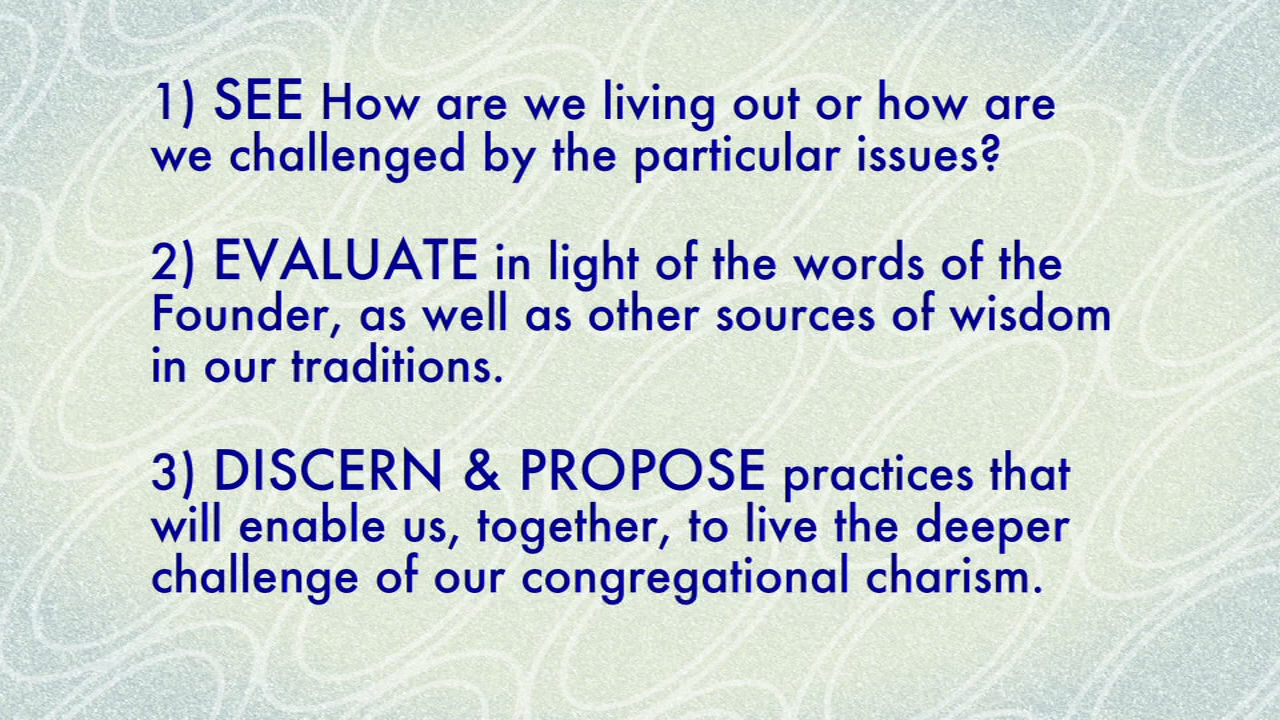 1) SEE How are we living out or how are
we challenged by the particular issues?
2) EVALUATE in light of the words of the
Founder, as well as other sources of wisdom
in our traditions.
3) DISCERN & PROPOSE practices that
will enable us, together, to live the deeper
challenge of our congregational charism.